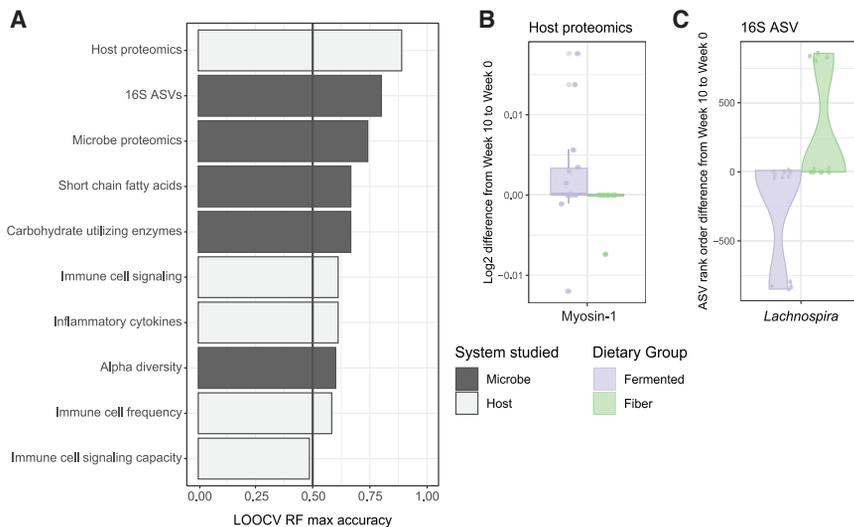 A
Host proteomics
16S ASVs
Microbe proteomics
Short chain fatty acids
Carbohydrate utilizing enzymes
Immune cell signaling
Inflammatory cytokines
Alpha diversity
Immune cell frequency
Immune cell signaling capacity
0.00 0.25 0.50 0.75 1.00
LOOCV RF max accuracy
B
Host proteomics
Log2 difference from Week 10 to Week 0
0.01
0.00
−0.01
Myosin-1
C
16S ASV
ASV rank order difference from Week 10 to Week 0
500
0
−500
Lachnospira
System studied
Microbe
Host
Dietary Group
Fermented
Fiber